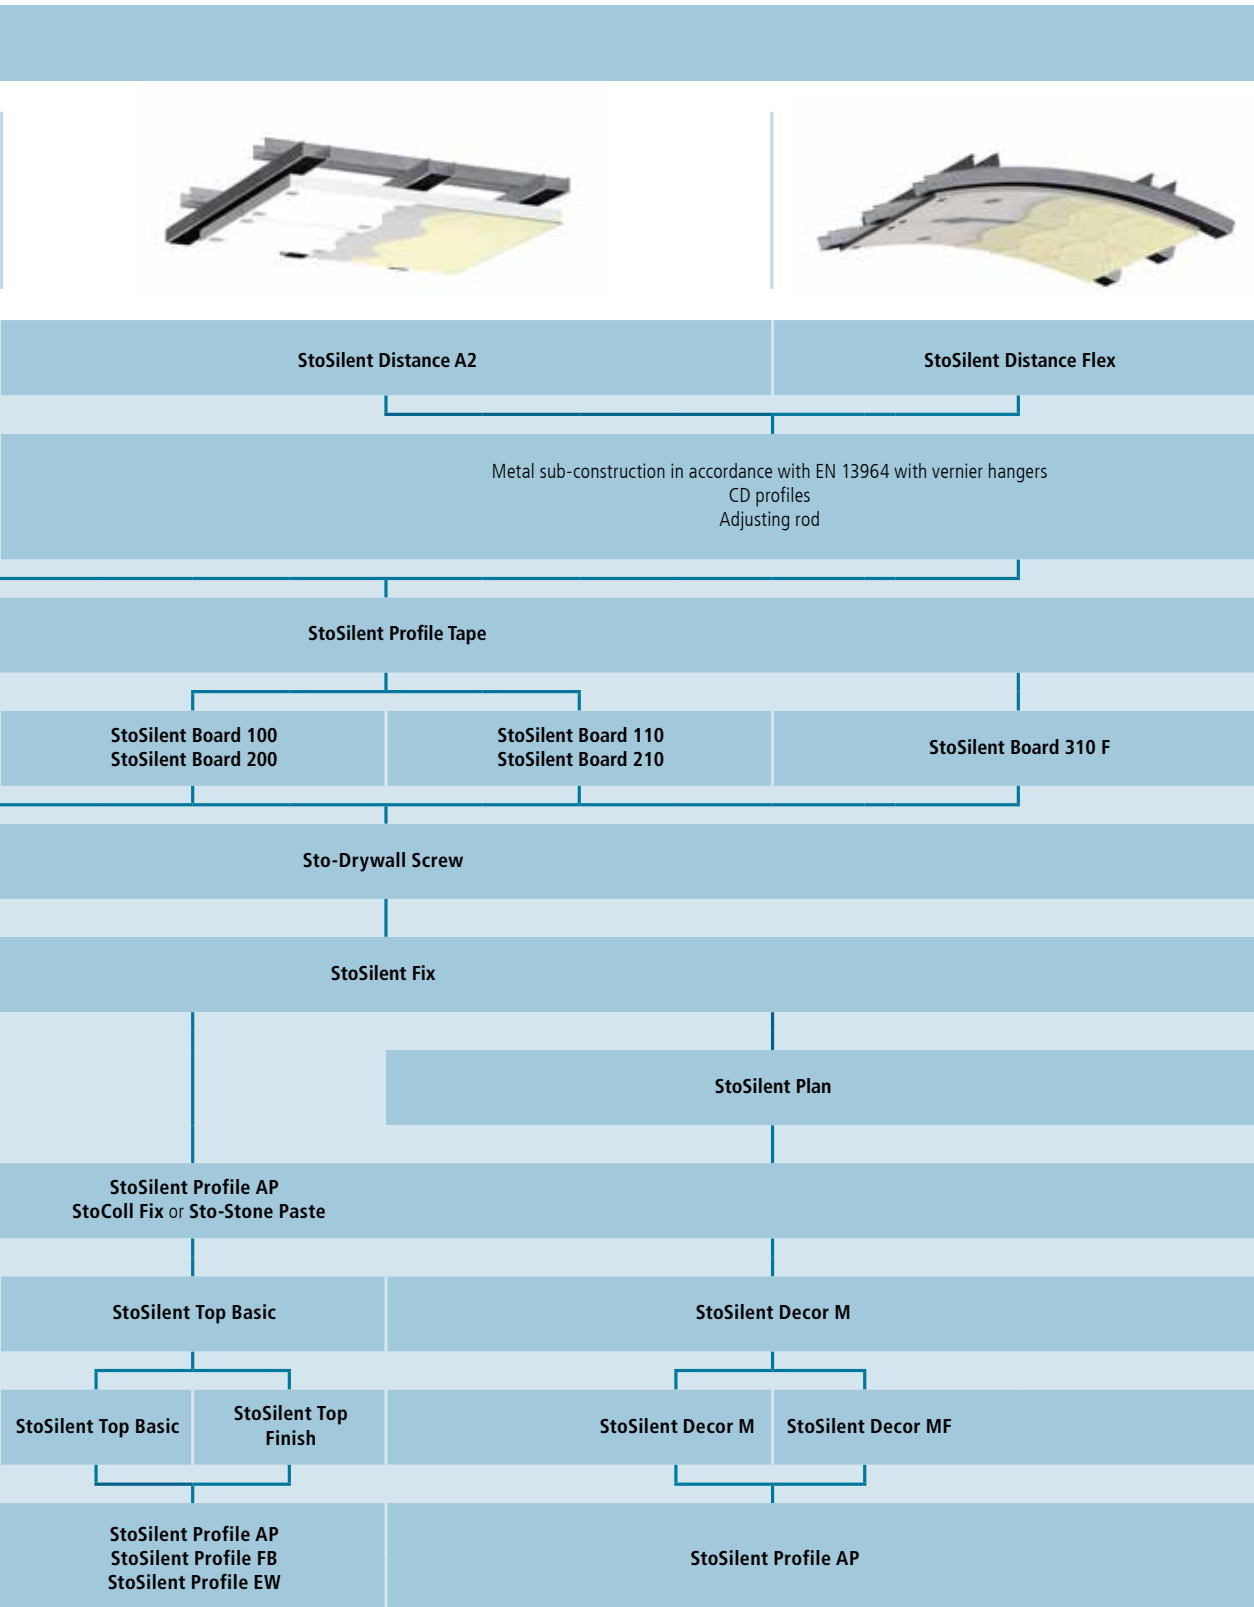 StoSilent Distance A2
StoSilent Distance Flex
Metal sub-construction in accordance with EN 13964 with vernier hangers
CD profiles
Adjusting rod
StoSilent Profile Tape
StoSilent Board 100
StoSilent Board 200
StoSilent Board 110
StoSilent Board 210
StoSilent Board 310 F
Sto-Drywall Screw
StoSilent Fix
StoSilent Plan
StoSilent Profile AP
StoColl Fix or Sto-Stone Paste
StoSilent Top Basic
StoSilent Decor M
StoSilent Top Basic
StoSilent Top
Finish
StoSilent Decor M
StoSilent Decor MF
StoSilent Profile AP
StoSilent Profile FB
StoSilent Profile EW
StoSilent Profile AP